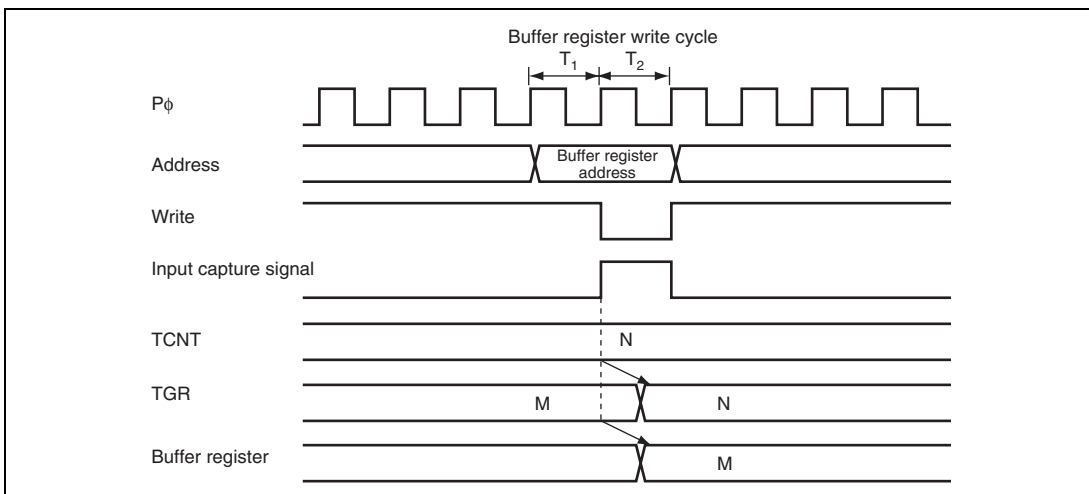 Buffer register write cycle
T1 T2
Pϕ
Address
Buffer register
address
Write
Input capture signal
TCNT
N
TGR
M N
Buffer register
M